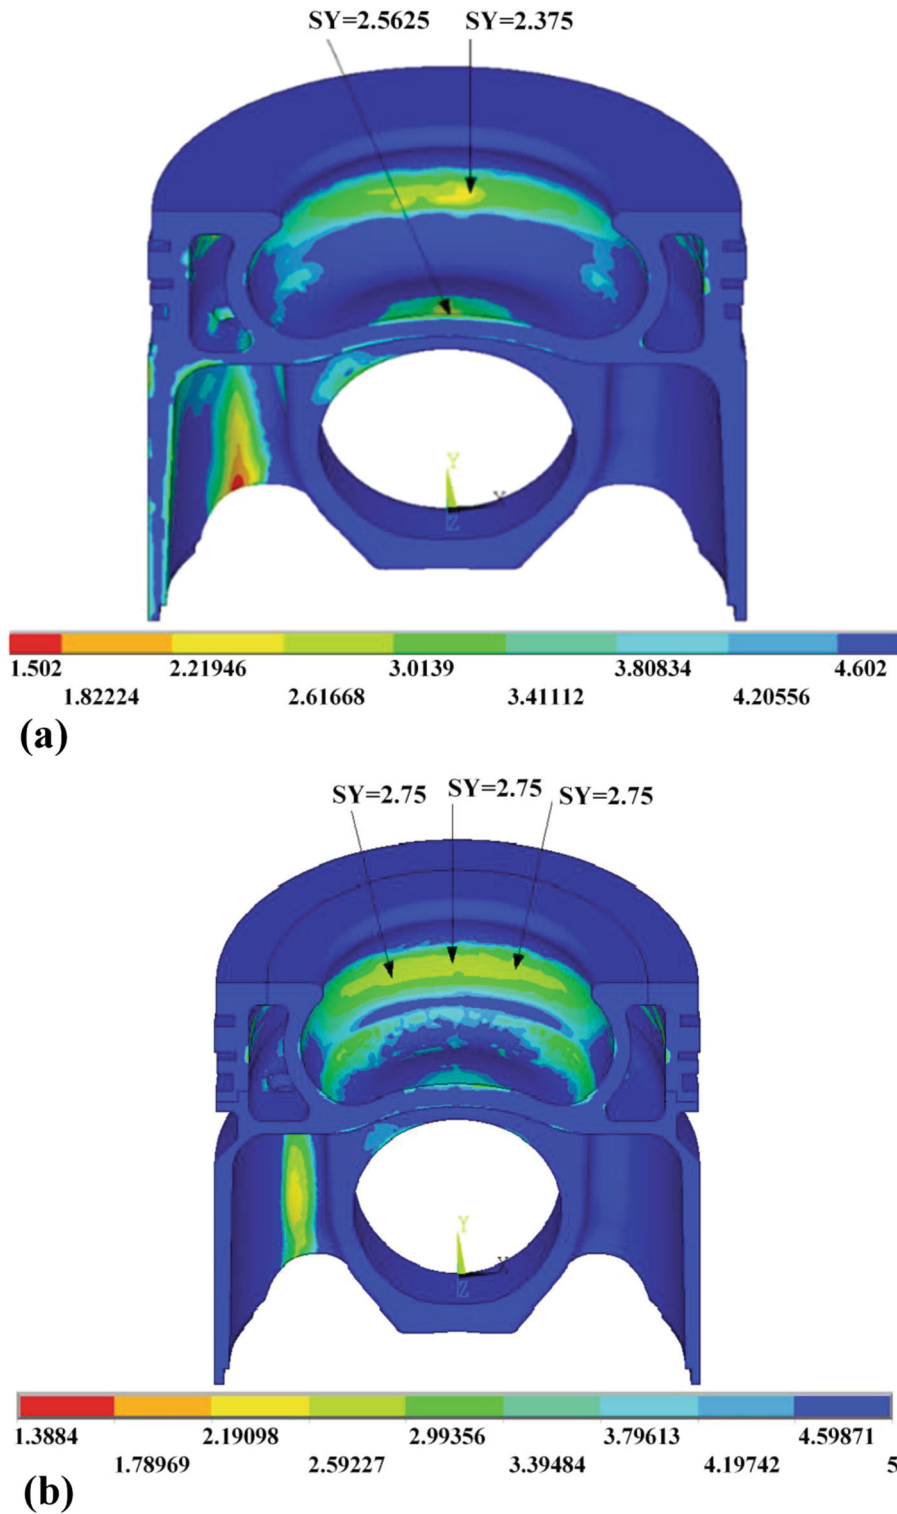 SY=2.5625 SY=2.375
Y
X
Z
1.502 2.21946 3.0139 3.80834 4.602
1.82224 2.61668 3.41112 4.20556
(a)
SY=2.75 SY=2.75 SY=2.75
Y
X
Z
1.3884 2.19098 2.99356 3.79613 4.59871
1.78969 2.59227 3.39484 4.19742 5
(b)